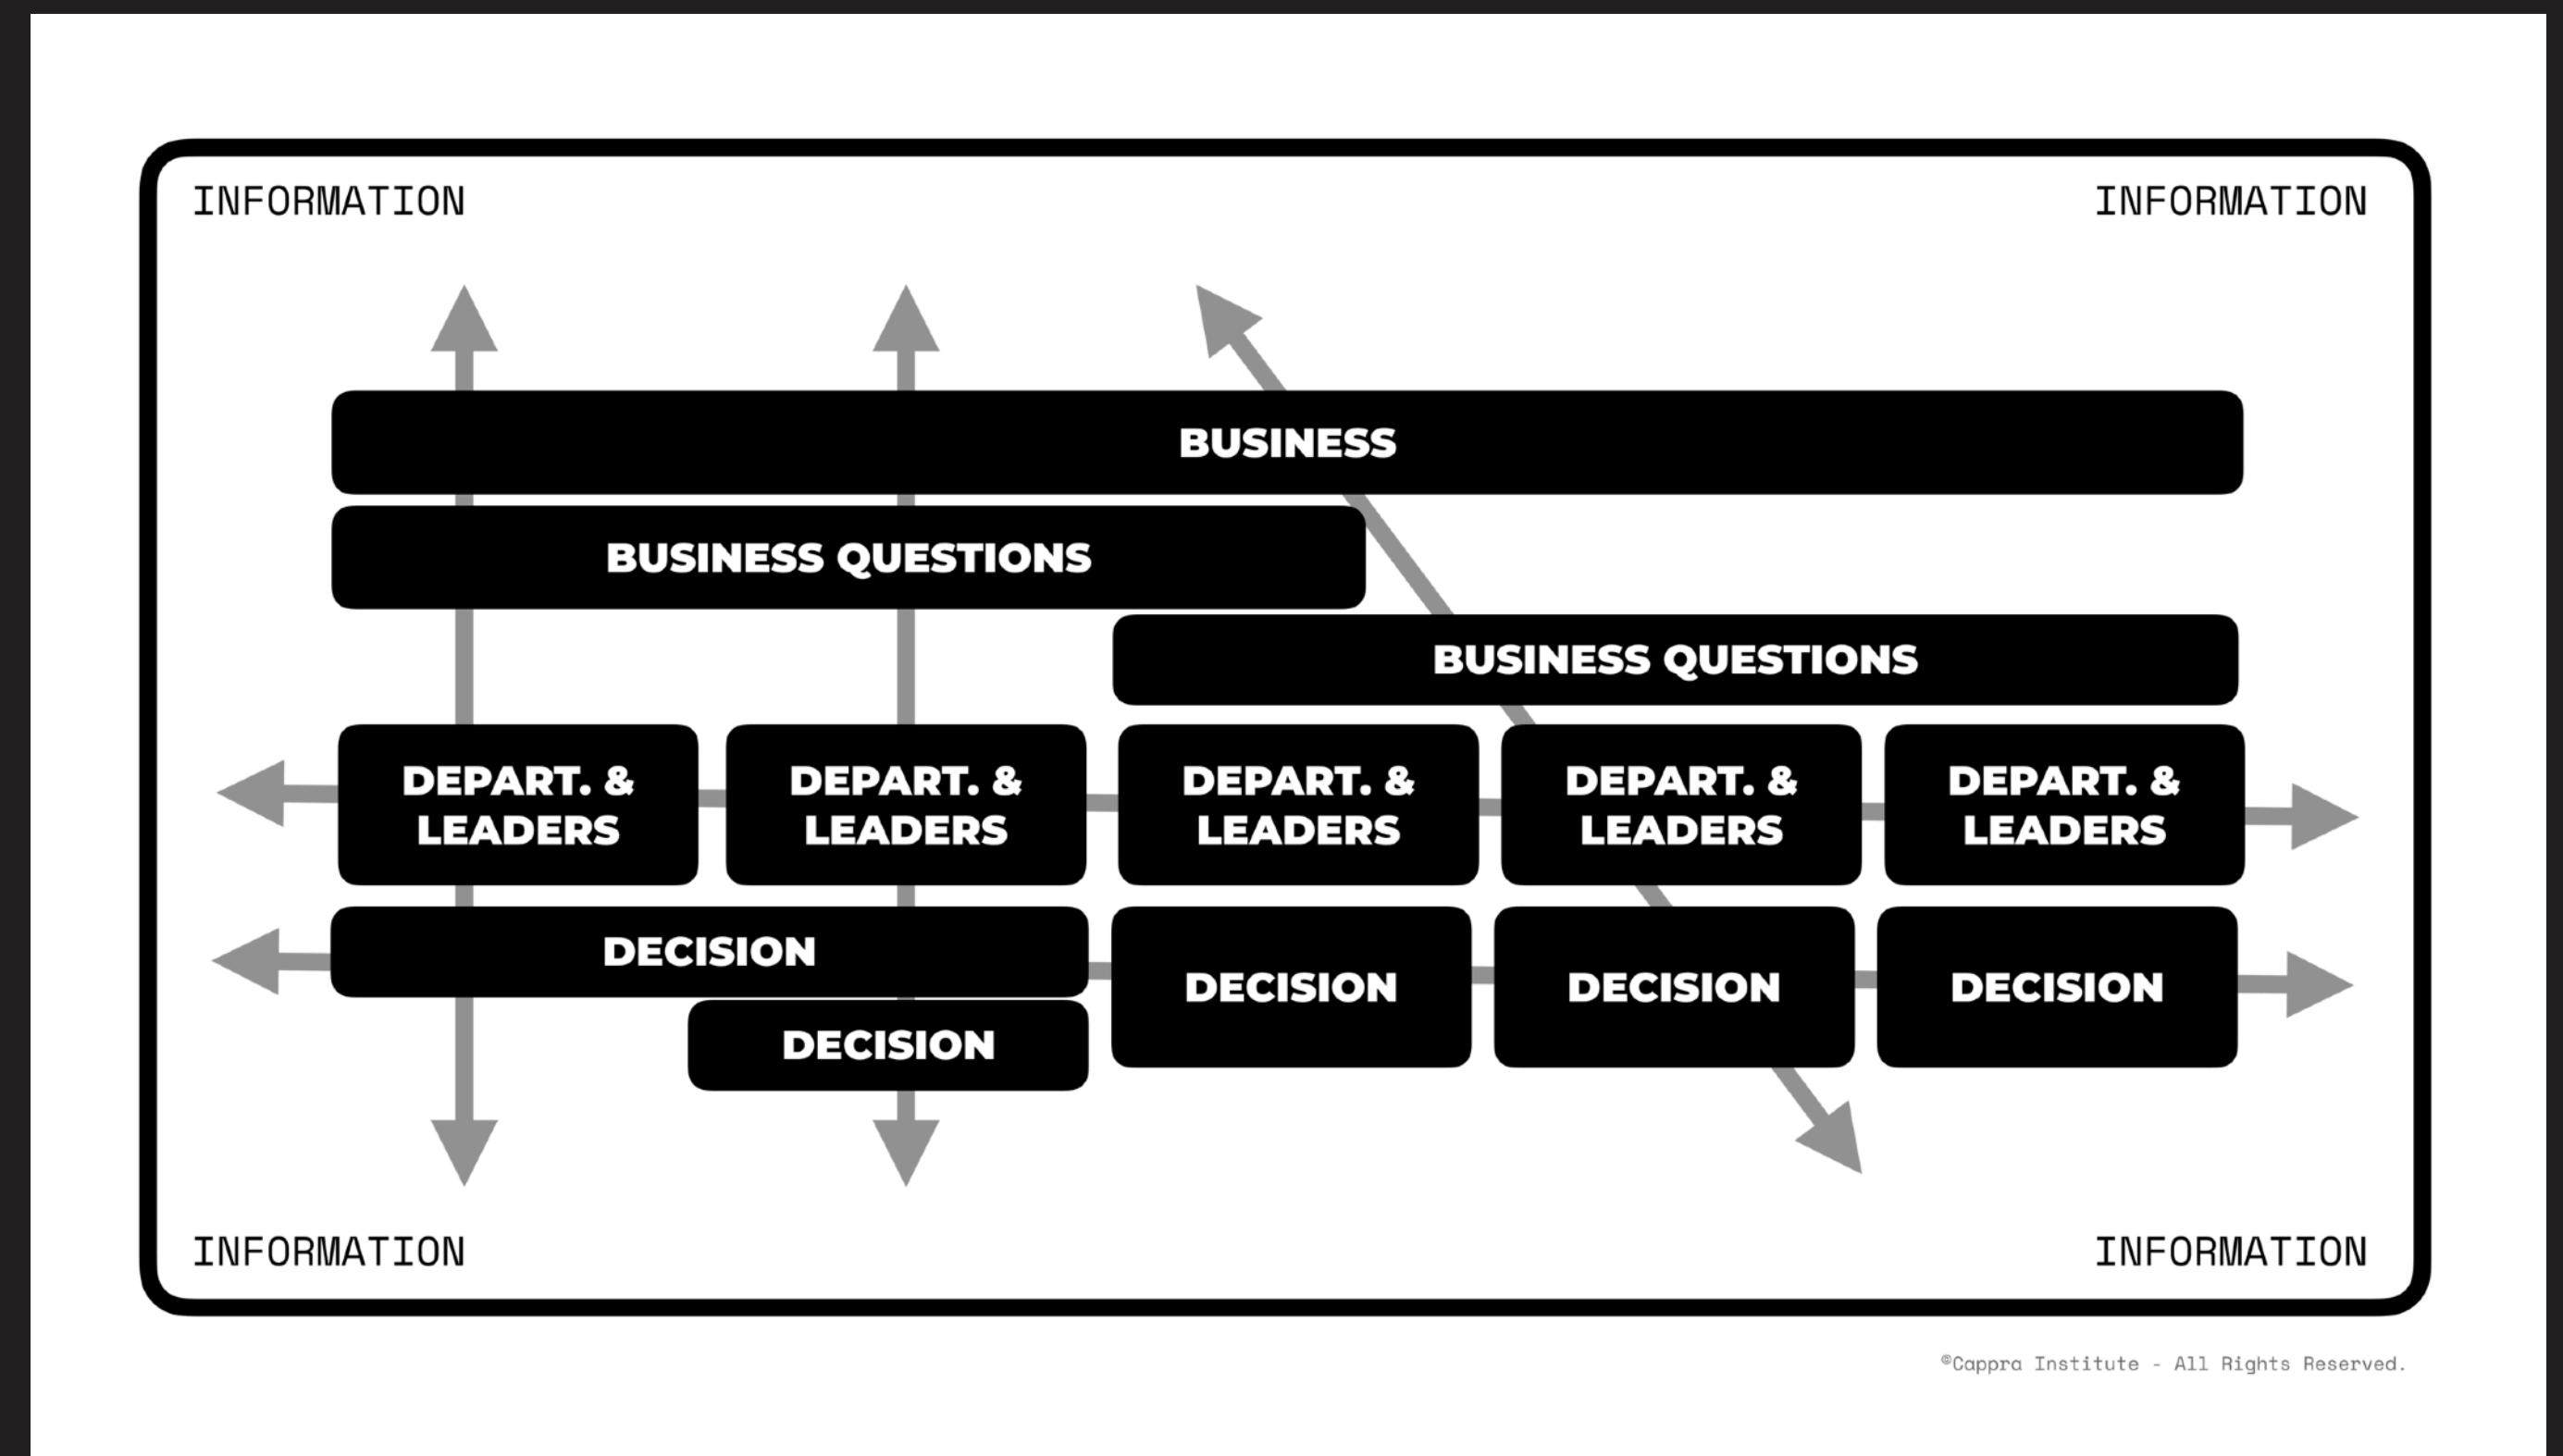 INFORMATION
INFORMATION
BUSINESS
BUSINESS QUESTIONS
BUSINESS QUESTIONS
DEPART. &
LEADERS
DEPART. &
LEADERS
DEPART. &
LEADERS
DEPART. &
LEADERS
DEPART. &
LEADERS
DECISION
DECISION
DECISION
DECISION
DECISION
INFORMATION
INFORMATION
©Cappra Institute - All Rights Reserved.